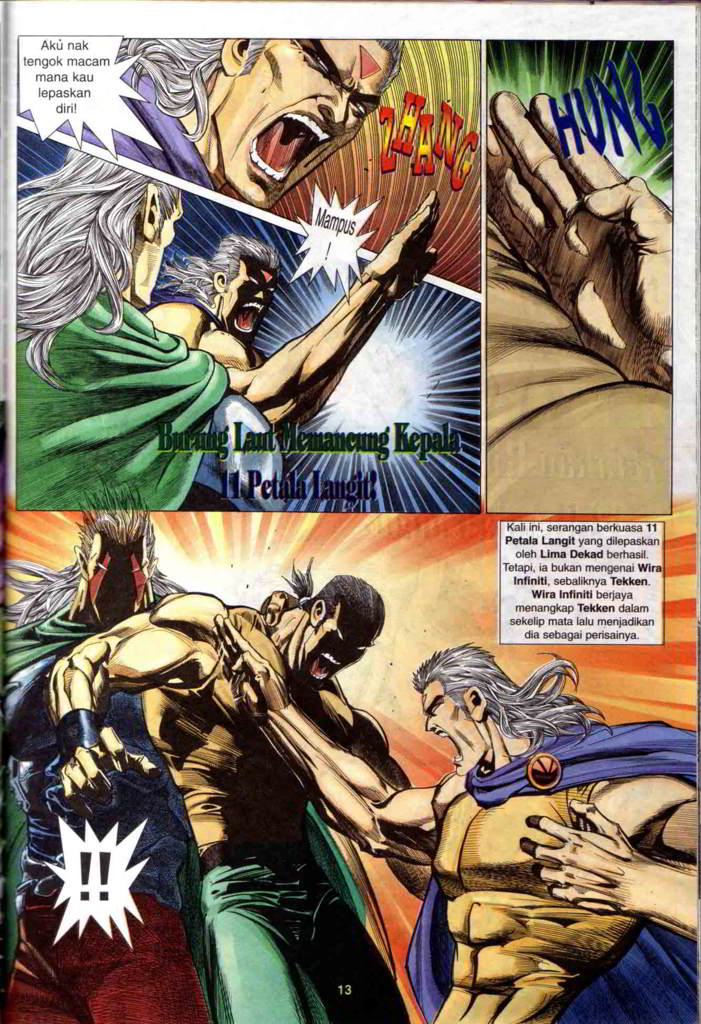 Aku nak
tengok macam
mana kau
lepaskan
diri!
ZHANG
HUNG
Mampus
!
Burung Laut Memancung Kepala
11 Petala Langit!
Kali ini, serangan berkuasa 11
Petala Langit yang dilepaskan
oleh Lima Dekad berhasil.
Tetapi, ia bukan mengenai Wira
Infiniti, sebaliknya Tekken.
Wira Infiniti berjaya
menangkap Tekken dalam
sekelip mata lalu menjadikan
dia sebagai perisainya.
!!
13